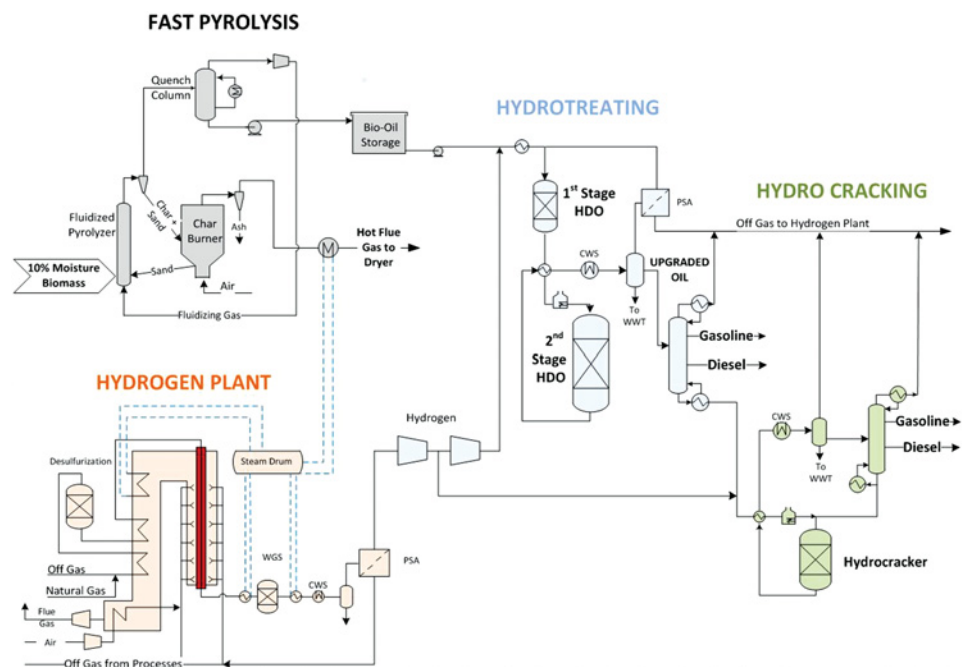 FAST PYROLYSIS
Quench
Column
Bio-Oil
Storage
Fluidized
Pyrolyzer
Char +
Sand
Char
Burner
Ash
Hot Flue
Gas to
Dryer
10% Moisture
Biomass
Sand
Air
Fluidizing Gas
HYDROTREATING
1st Stage
HDO
PSA
CWS
UPGRADED
OIL
To
WWT
2nd
Stage
HDO
Gasoline
Diesel
HYDRO CRACKING
Off Gas to Hydrogen Plant
CWS
To
WWT
Gasoline
Diesel
Hydrocracker
HYDROGEN PLANT
Hydrogen
Steam Drum
Desulfurization
WGS
CWS
PSA
Off Gas
Natural Gas
Flue
Gas
Air
Off Gas from Processes